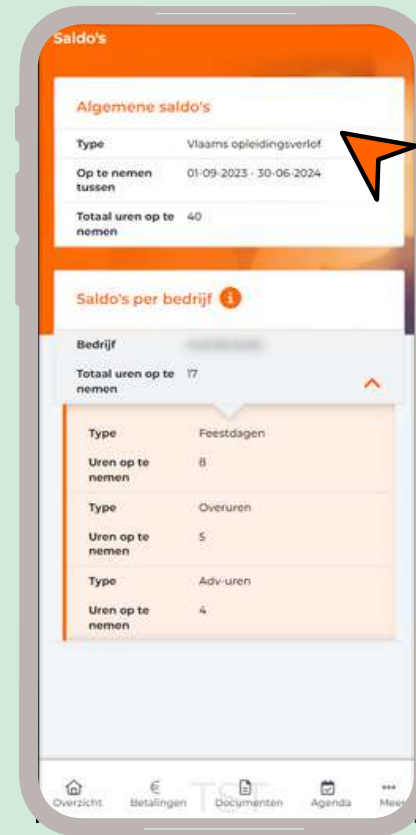 Saldo's
Algemene saldo's
Type Vlaams opleidingsverlof
Op te nemen tussen 01-09-2023 - 30-06-2024
Totaal uren op te nemen 40
Saldo's per bedrijf i
Bedrijf
Totaal uren op te nemen 17
Type Feestdagen
Uren op te nemen 8
Type Overuren
Uren op te nemen 5
Type Adv-uren
Uren op te nemen 4
TST
Overzicht Betalingen Documenten Agenda Meer